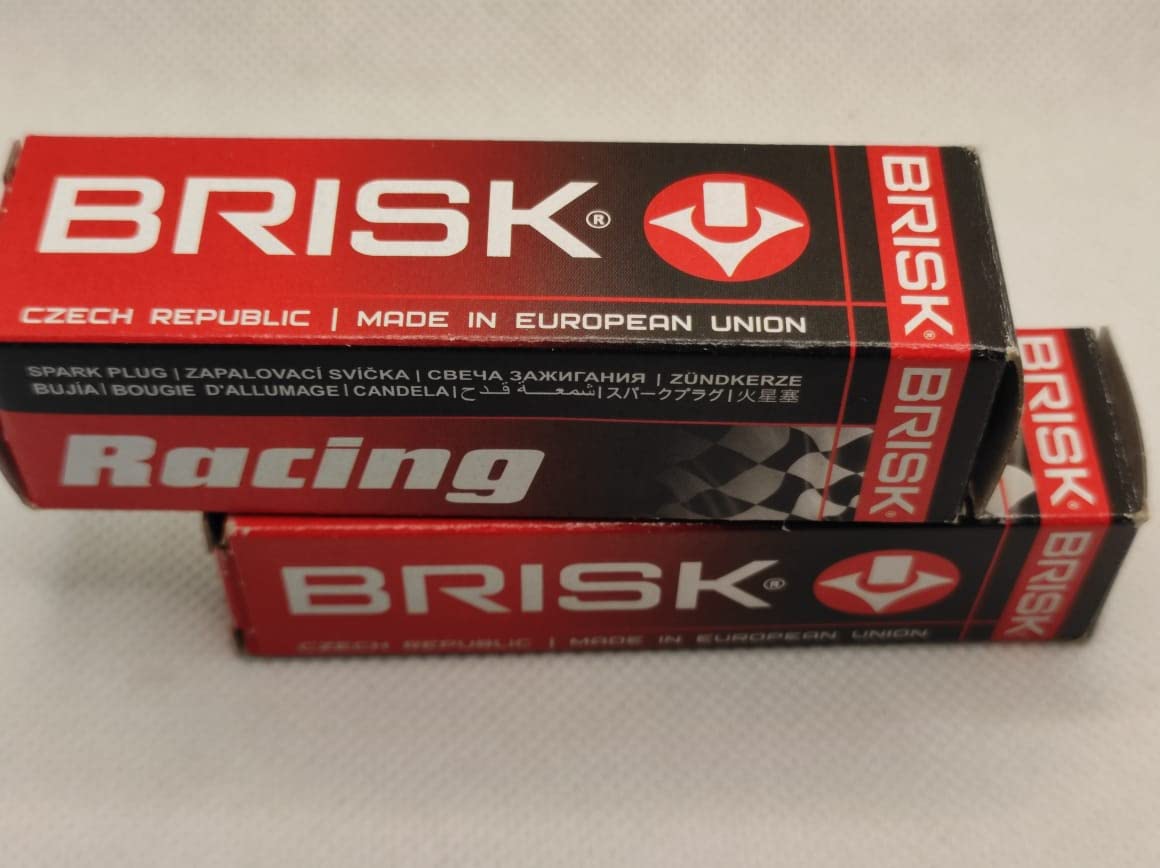 BRISK®
CZECH REPUBLIC | MADE IN EUROPEAN UNION
BRISK®
SPARK PLUG | ZAPALOVACÍ SVÍČKA | СВЕЧА ЗАЖИГАНИЯ | ZÜNDKERZE
BUJÍA | BOUGIE D'ALLUMAGE | CANDELA | شمعـــة قدح | スパークプラグ | 火星塞
Racing
BRISK®
BRISK®
BRISK®
CZECH REPUBLIC | MADE IN EUROPEAN UNION
BRISK